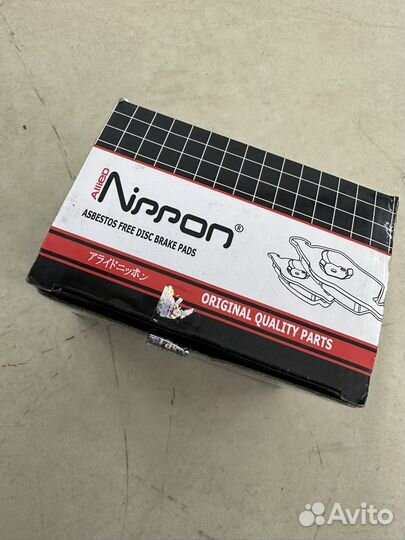 Allied
Nippon®
ASBESTOS FREE DISC BRAKE PADS
アライドニッポン
ORIGINAL QUALITY PARTS
Avito